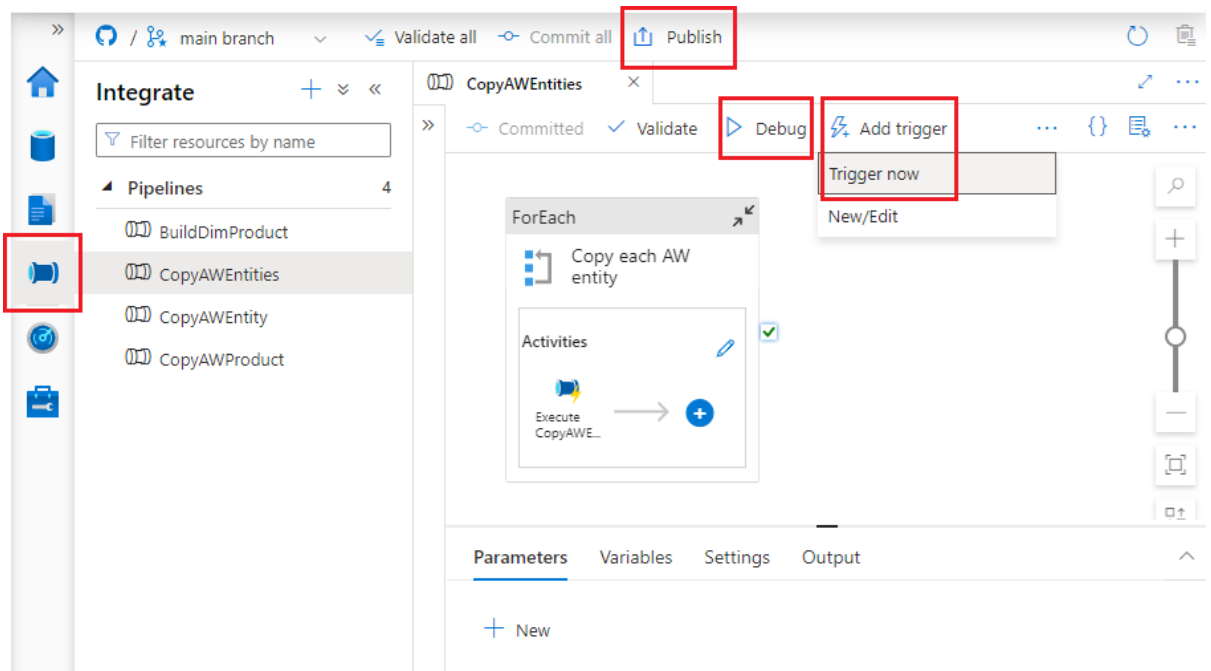 / main branch
Validate all
Commit all
Publish
Integrate
CopyAWEntities
Filter resources by name
Committed
Validate
Debug
Add trigger
Trigger now
New/Edit
Pipelines 4
BuildDimProduct
CopyAWEntities
CopyAWEntity
CopyAWProduct
ForEach
Copy each AW
entity
Activities
Execute
CopyAWE...
Parameters
Variables
Settings
Output
New